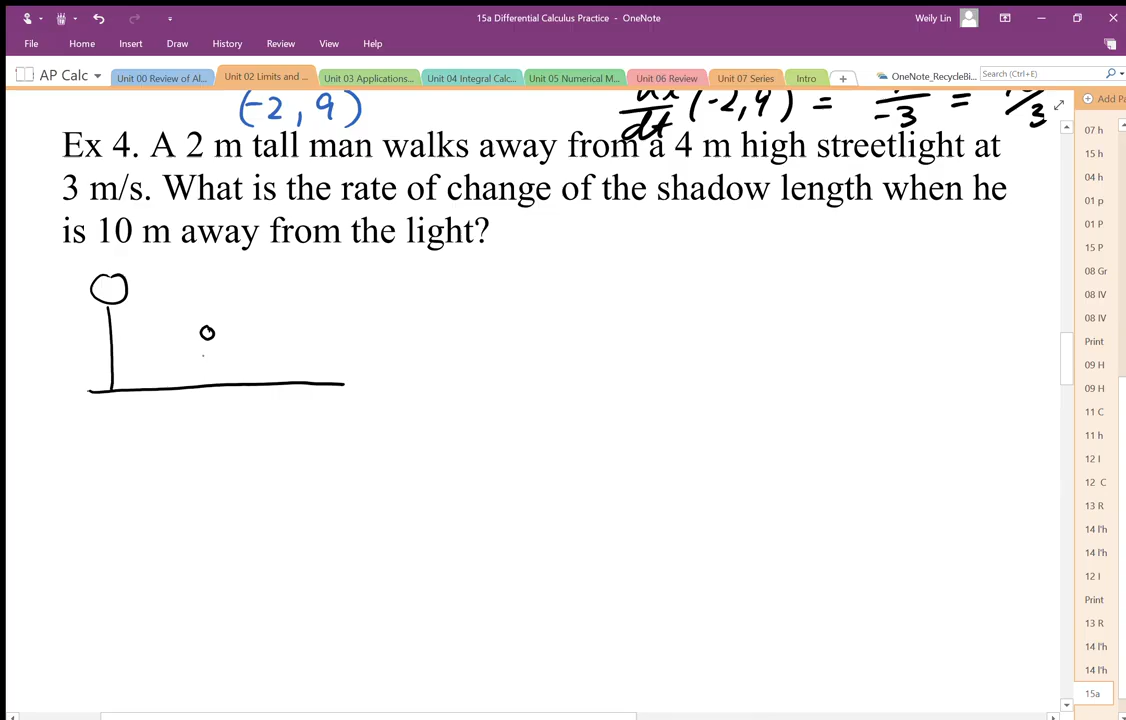 15a Differential Calculus Practice - OneNote
Weily Lin
File Home Insert Draw History Review View Help
AP Calc
Unit 00 Review of Al... Unit 02 Limits and ... Unit 03 Applications... Unit 04 Integral Calc... Unit 05 Numerical M... Unit 06 Review Unit 07 Series Intro
OneNote_RecycleBi...
Search (Ctrl+E)
Add Pa
(-2, 9)
dt (-2, 9) = -3 = 3
Ex 4. A 2 m tall man walks away from a 4 m high streetlight at
3 m/s. What is the rate of change of the shadow length when he
is 10 m away from the light?
07 h
15 h
04 h
01 p
01 P
15 P
08 Gr
08 IV
08 IV
Print
09 H
09 H
11 C
11 h
12 I
12 C
13 R
14 l'h
14 l'h
12 I
Print
13 R
14 l'h
14 l'h
15a